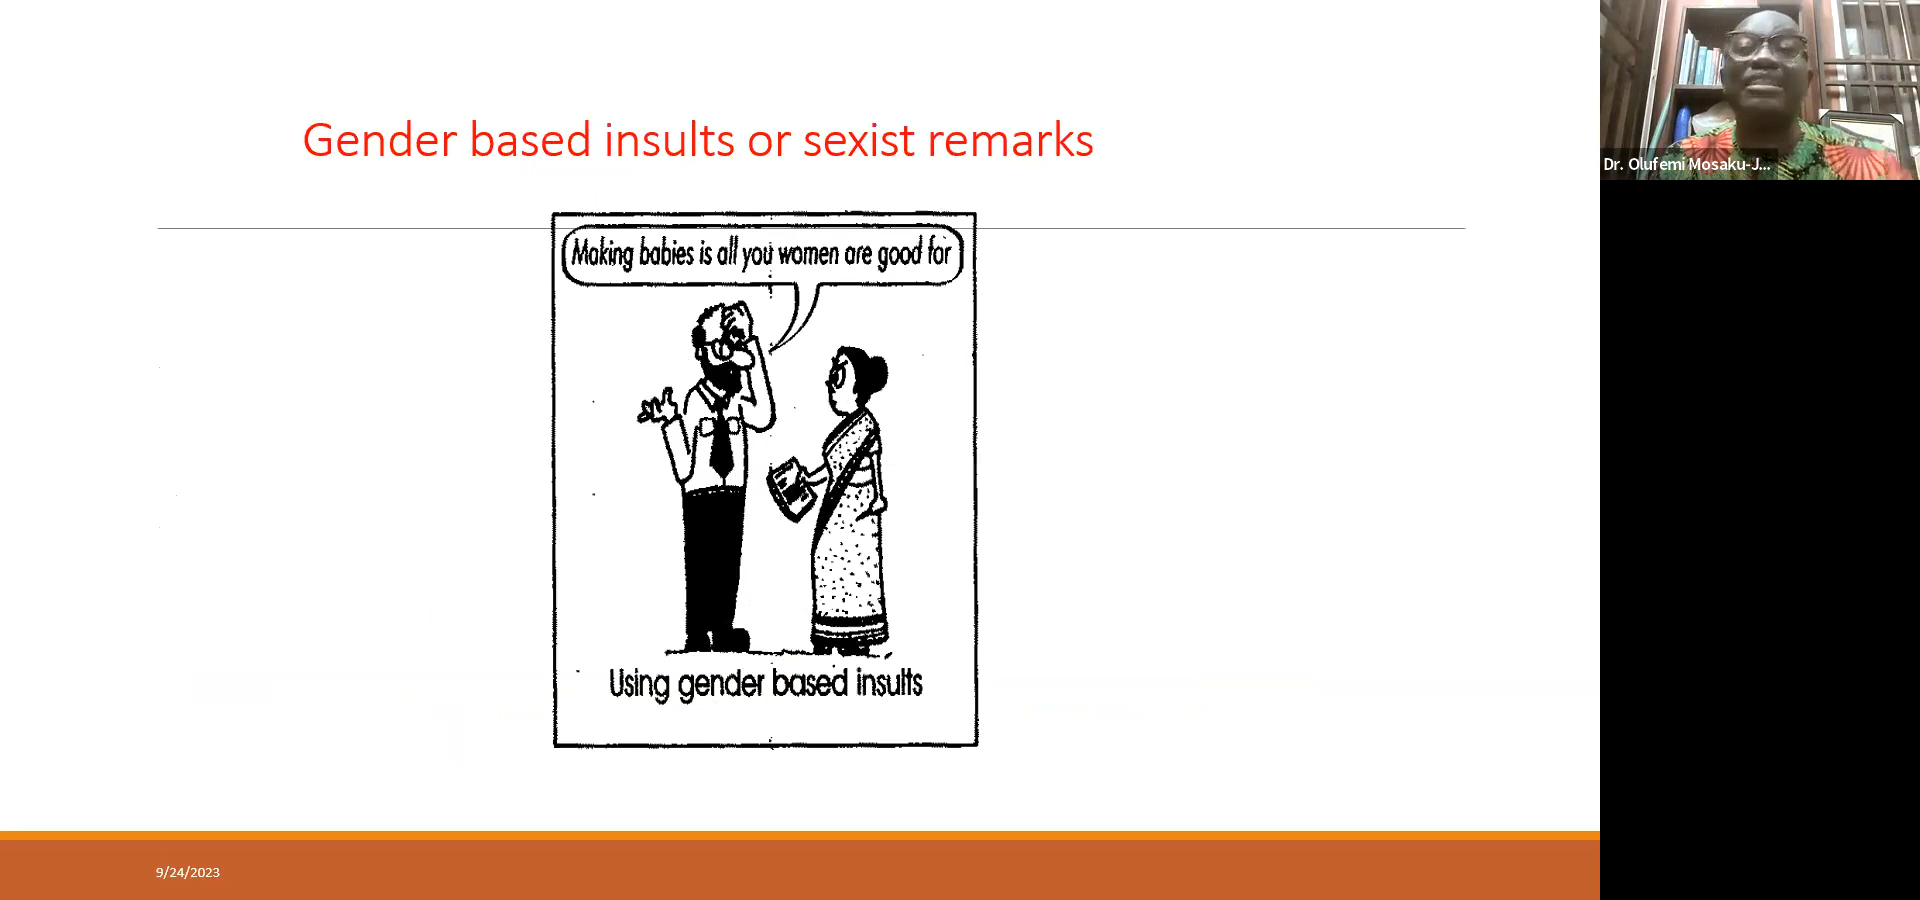 Gender based insults or sexist remarks
Making babies is all you women are good for
Using gender based insults
9/24/2023
Dr. Olufemi Mosaku-J...